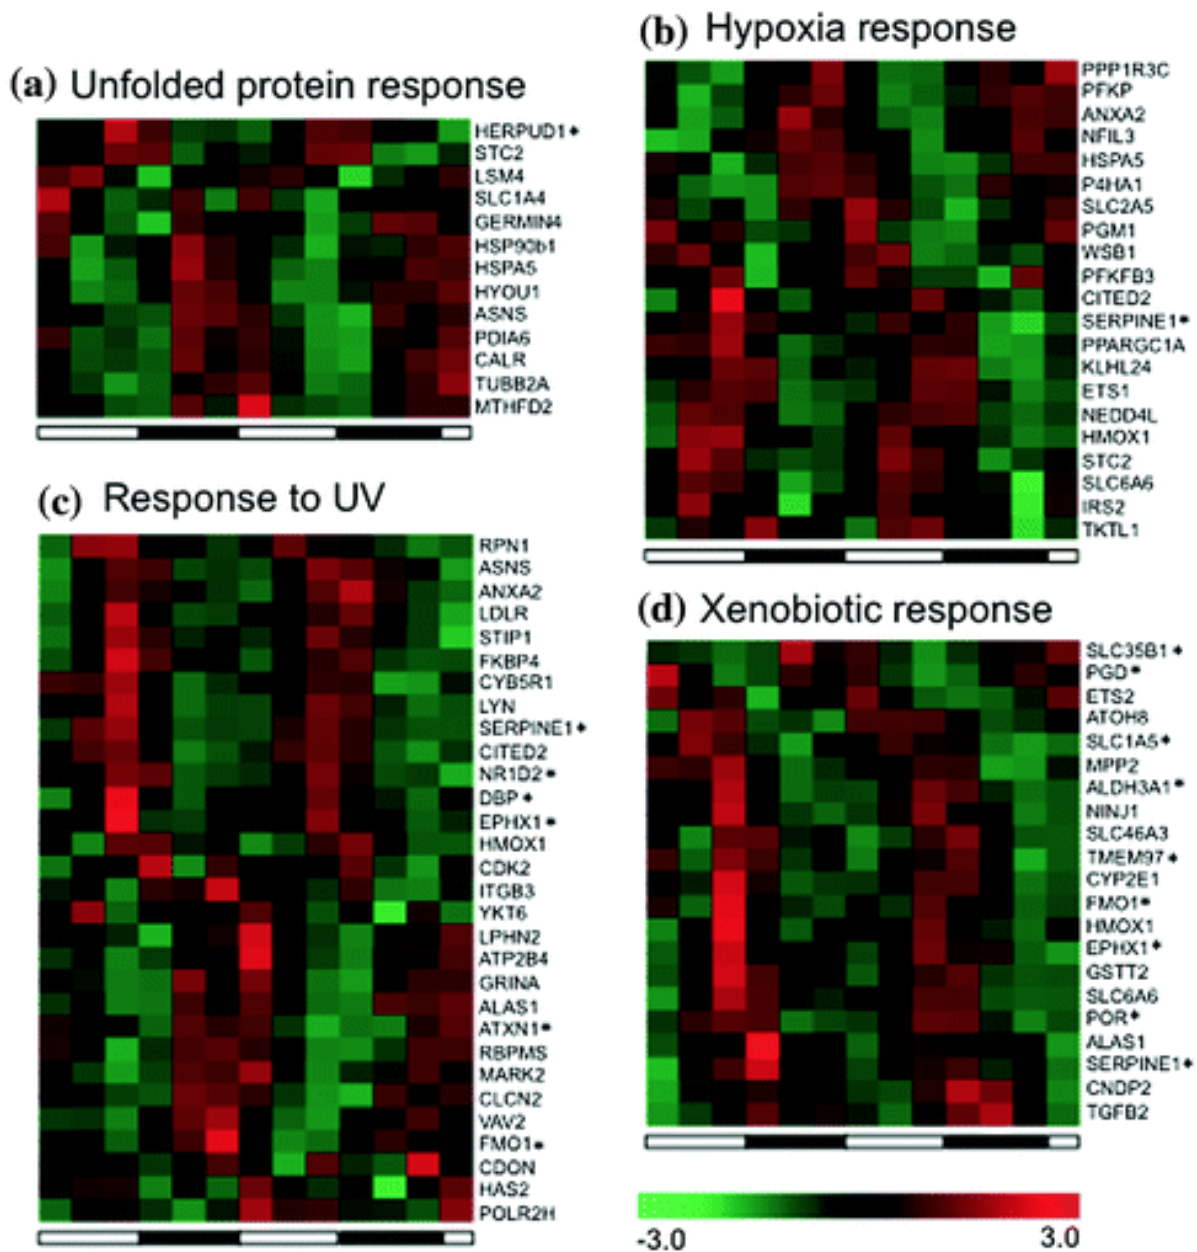 (a) Unfolded protein response
HERPUD1*
STC2
LSM4
SLC1A4
GERMIN4
HSP90b1
HSPA5
HYOU1
ASNS
PDIA6
CALR
TUBB2A
MTHFD2
(b) Hypoxia response
PPP1R3C
PFKP
ANXA2
NFIL3
HSPA5
P4HA1
SLC2A5
PGM1
WSB1
PFKFB3
CITED2
SERPINE1*
PPARGC1A
KLHL24
ETS1
NEDD4L
HMOX1
STC2
SLC6A6
IRS2
TKTL1
(c) Response to UV
RPN1
ASNS
ANXA2
LDLR
STIP1
FKBP4
CYB5R1
LYN
SERPINE1*
CITED2
NR1D2*
DBP*
EPHX1*
HMOX1
CDK2
ITGB3
YKT6
LPHN2
ATP2B4
GRINA
ALAS1
ATXN1*
RBPMS
MARK2
CLCN2
VAV2
FMO1*
CDON
HAS2
POLR2H
(d) Xenobiotic response
SLC35B1*
PGD*
ETS2
ATOH8
SLC1A5*
MPP2
ALDH3A1*
NINJ1
SLC46A3
TMEM97*
CYP2E1
FMO1*
HMOX1
EPHX1*
GSTT2
SLC6A6
POR*
ALAS1
SERPINE1*
CNDP2
TGFB2
-3.0 3.0